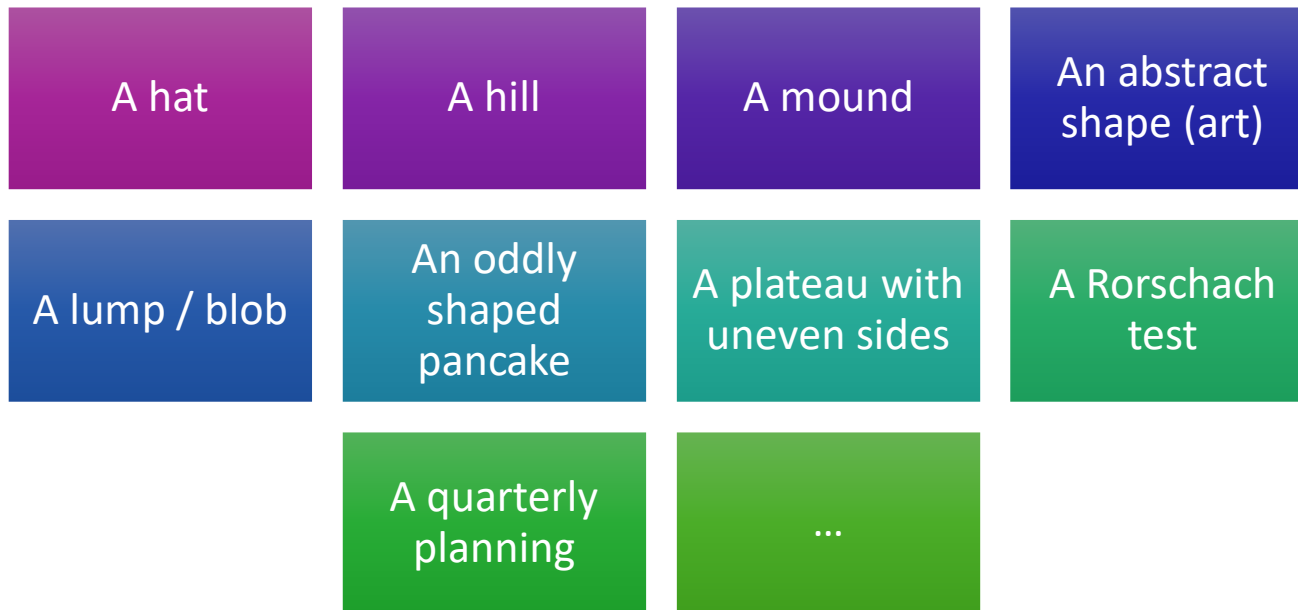 A hat
A hill
A mound
An abstract
shape (art)
A lump / blob
An oddly
shaped
pancake
A plateau with
uneven sides
A Rorschach
test
A quarterly
planning
...